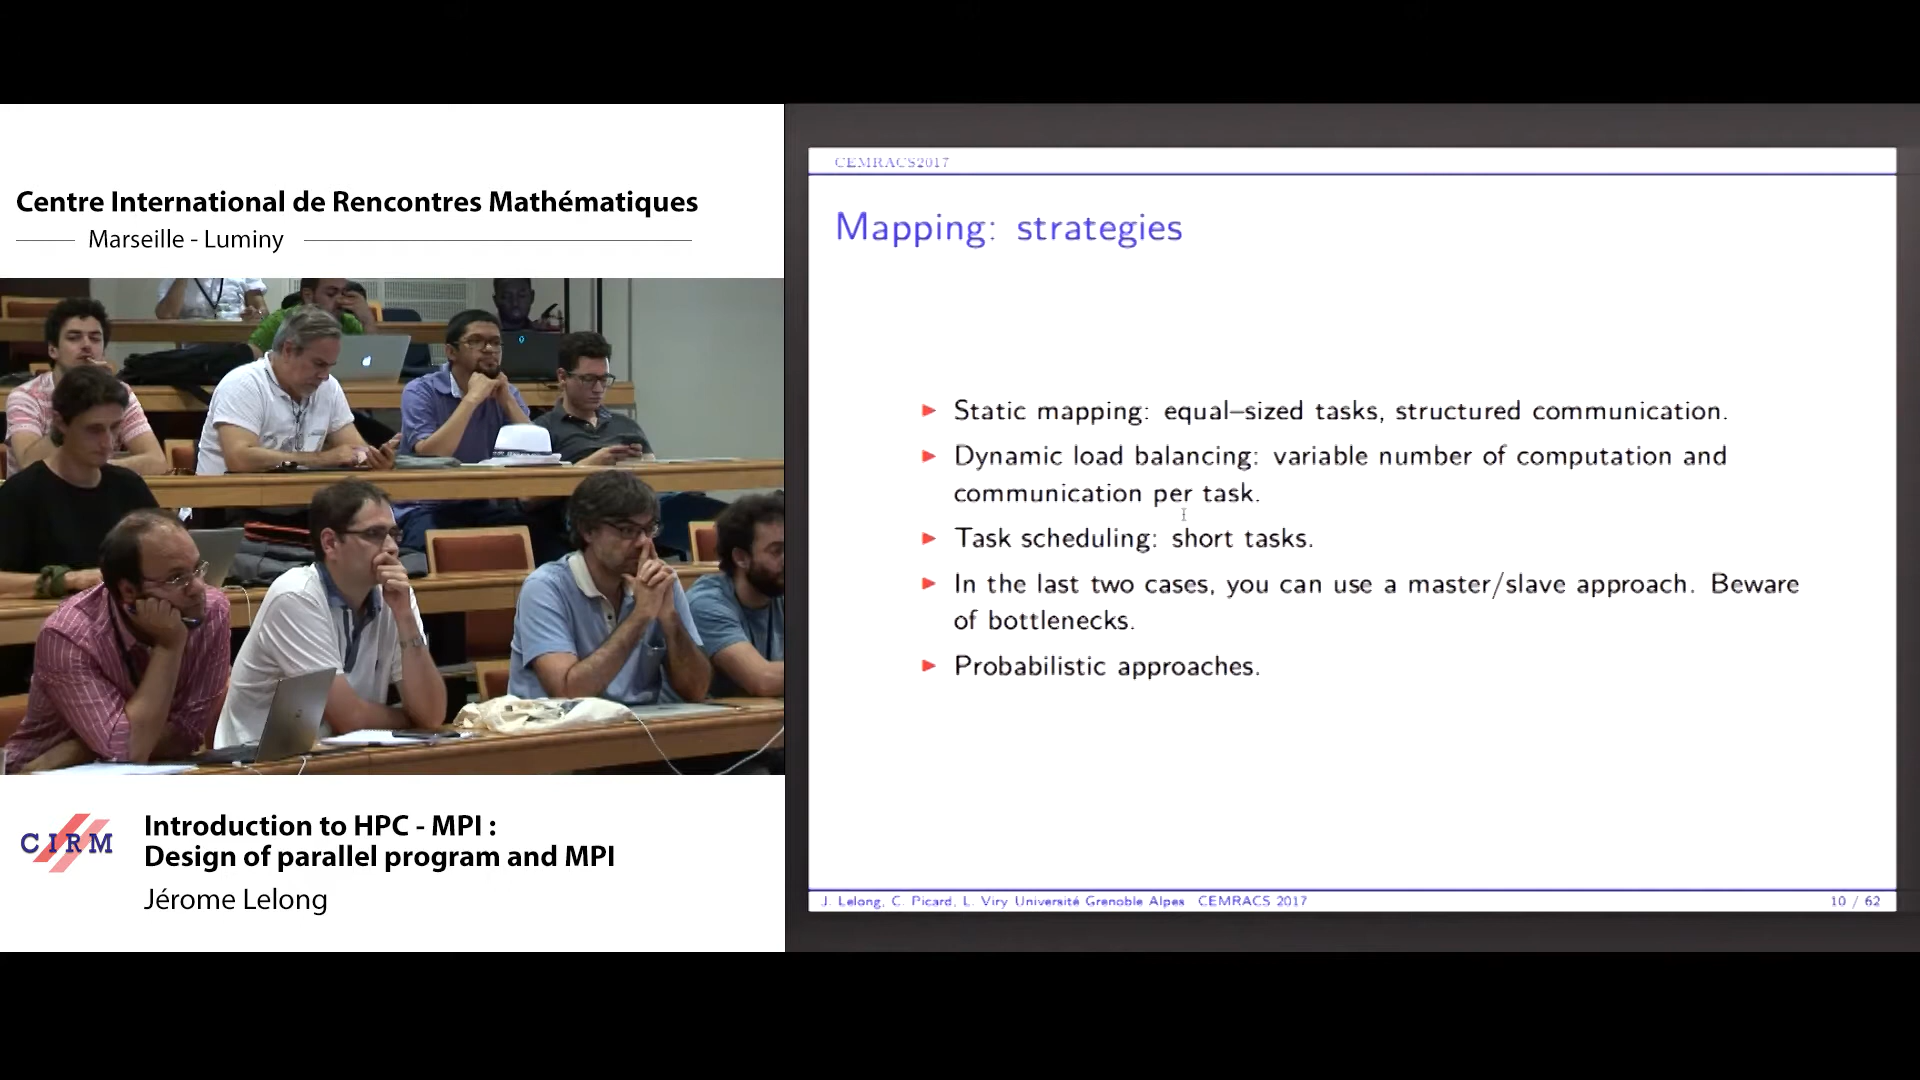 Centre International de Rencontres Mathématiques
Marseille - Luminy
CIRM
Introduction to HPC - MPI :
Design of parallel program and MPI
Jérome Lelong
CEMRACS2017
Mapping: strategies
Static mapping: equal–sized tasks, structured communication.
Dynamic load balancing: variable number of computation and
communication per task.
Task scheduling: short tasks.
In the last two cases, you can use a master/slave approach. Beware
of bottlenecks.
Probabilistic approaches.
J. Lelong, C. Picard, L. Viry Université Grenoble Alpes CEMRACS 2017
10 / 62